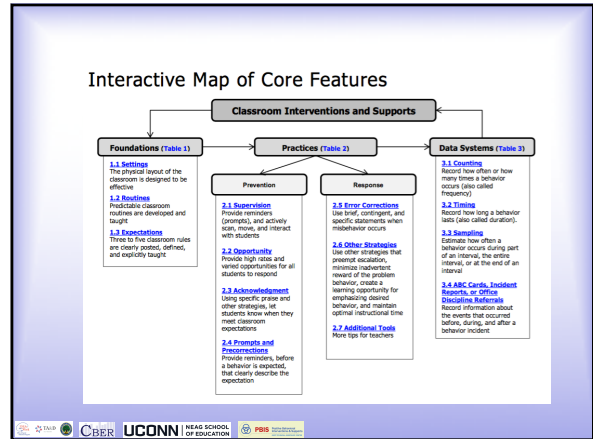 Interactive Map of Core Features
Classroom Interventions and Supports
Foundations (Table 1)
1.1 Settings
The physical layout of the
classroom is designed to be
effective
1.2 Routines
Predictable classroom
routines are developed and
taught
1.3 Expectations
Three to five classroom rules
are clearly posted, defined,
and explicitly taught
Practices (Table 2)
Prevention
2.1 Supervision
Provide reminders
(prompts), and actively
scan, move, and interact
with students
2.2 Opportunity
Provide high rates and
varied opportunities for all
students to respond
2.3 Acknowledgment
Using specific praise and
other strategies, let
students know when they
meet classroom
expectations
2.4 Prompts and
Precorrections
Provide reminders, before
a behavior is expected,
that clearly describe the
expectation
Response
2.5 Error Corrections
Use brief, contingent, and
specific statements when
misbehavior occurs
2.6 Other Strategies
Use other strategies that
preempt escalation,
minimize inadvertent
reward of the problem
behavior, create a
learning opportunity for
emphasizing desired
behavior, and maintain
optimal instructional time
2.7 Additional Tools
More tips for teachers
Data Systems (Table 3)
3.1 Counting
Record how often or how
many times a behavior
occurs (also called
frequency)
3.2 Timing
Record how long a behavior
lasts (also called duration).
3.3 Sampling
Estimate how often a
behavior occurs during part
of an interval, the entire
interval, or at the end of an
interval
3.4 ABC Cards, Incident
Reports, or Office
Discipline Referrals
Record information about
the events that occurred
before, during, and after a
behavior incident
CBER
UCONN
NEAG SCHOOL
OF EDUCATION
PBIS